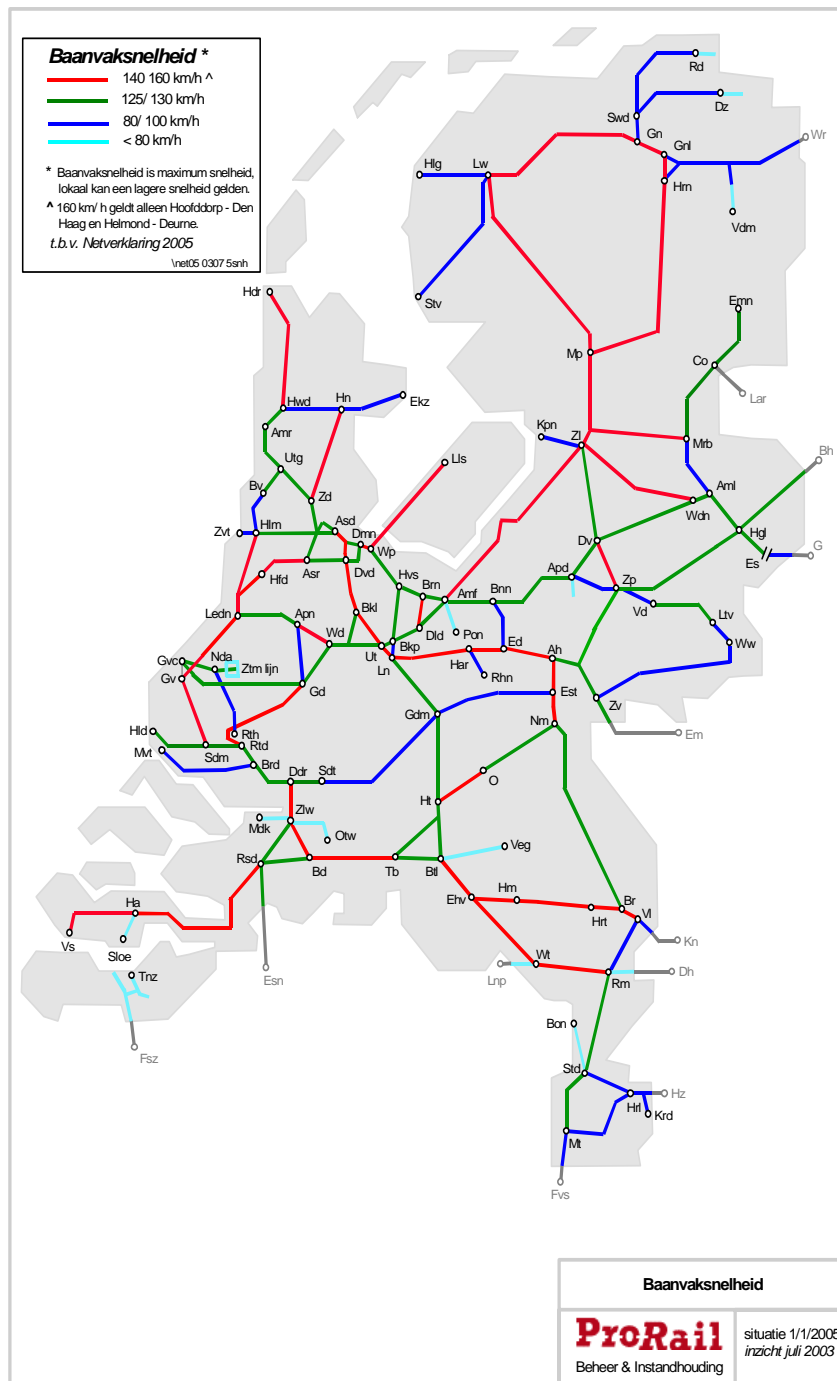 Baanvaksnelheid *
140 160 km/h ^
125/ 130 km/h
80/ 100 km/h
< 80 km/h
* Baanvaksnelheid is maximum snelheid,
lokaal kan een lagere snelheid gelden.
^ 160 km/ h geldt alleen Hoofddorp - Den
Haag en Helmond - Deurne.
t.b.v. Netverklaring 2005
\net05 0307 5snh
Rd
Dz
Swd
Gn
Gnl
Wr
Hlg
Lw
Hrn
Vdm
Stv
Hdr
Emn
Mp
Co
Lar
Hwd
Hn
Ekz
Amr
Kpn
Zl
Mrb
Bh
Utg
Lls
Bv
Zd
Aml
Wdn
Zvt
Hlm
Asd
Dmn
Wp
Dv
Hgl
Es
G
Hfd
Asr
Dvd
Hvs
Brn
Amf
Bnn
Apd
Zp
Ledn
Apn
Bkl
Vd
Ltv
Wd
Dld
Pon
Ww
Ut
Bkp
Ed
Ah
Gvc
Nda
Ztm lijn
Ln
Har
Gv
Gd
Rhn
Est
Zv
Gdm
Nm
Em
Hld
Rth
Rtd
Mvt
Sdm
Brd
Ddr
Sdt
O
Ht
Zlw
Mdk
Otw
Veg
Rsd
Bd
Tb
Btl
Ehv
Hm
Hrt
Br
Vl
Ha
Vs
Sloe
Kn
Esn
Wt
Lnp
Rm
Dh
Tnz
Bon
Fsz
Std
Hrl
Hz
Krd
Mt
Fvs
Baanvaksnelheid
ProRail
Beheer & Instandhouding
situatie 1/1/2005
inzicht juli 2003